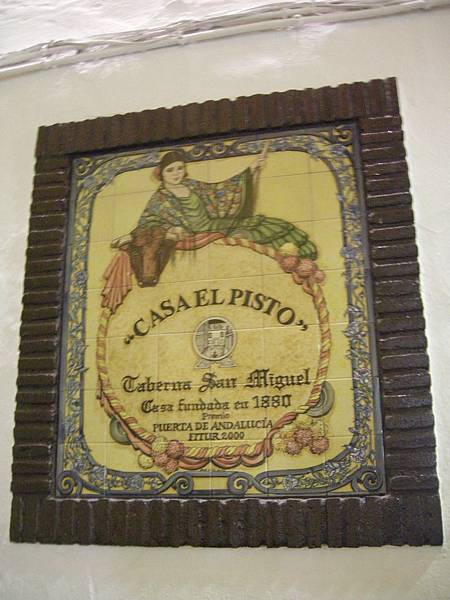 "CASA EL PISTO"
Taberna San Miguel
Casa fundada en 1880
Premio
PUERTA DE ANDALUCÍA
FITUR 2000